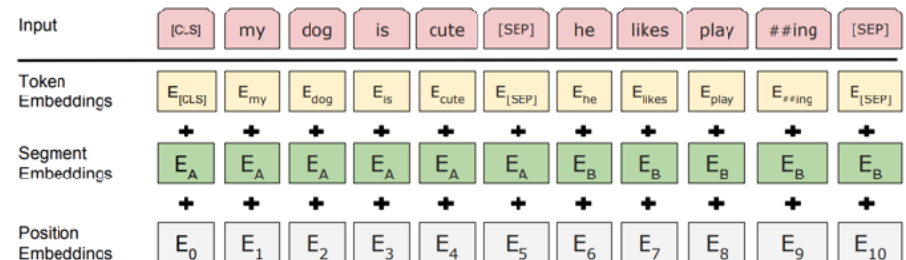 Input [CLS] my dog is cute [SEP] he likes play ##ing [SEP]
Token
Embeddings E[CLS] Emy Edog Eis Ecute E[SEP] Ehe Elikes Eplay E##ing E[SEP]
+ + + + + + + + + + +
Segment
Embeddings EA EA EA EA EA EA EB EB EB EB EB
+ + + + + + + + + + +
Position
Embeddings E0 E1 E2 E3 E4 E5 E6 E7 E8 E9 E10